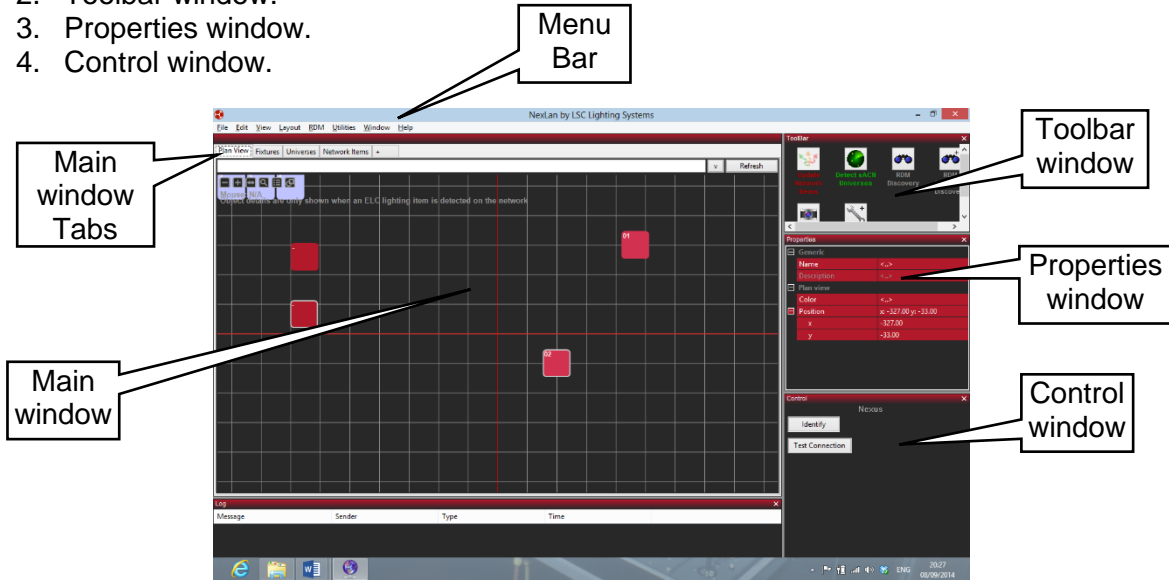 2. Toolbar window.
3. Properties window.
4. Control window.
Menu
Bar
NexLan by LSC Lighting Systems
File Edit View Layout RDM Utilities Window Help
Plan View Fixtures Universes Network Items +
v Refresh
Mouse: N/A
Object details are only shown when an ELC lighting item is detected on the network
01
02
Main
window
Tabs
Main
window
ToolBar
Detect sACN
Universes
RDM
Discovery
Toolbar
window
Properties
Generic
Name <..>
Description <..>
Plan view
Color <..>
Position x: -327.00 y: -33.00
x -327.00
y -33.00
Properties
window
Control
Nexus
Identify
Test Connection
Control
window
Log
Message Sender Type Time
ENG
20:27
08/09/2014